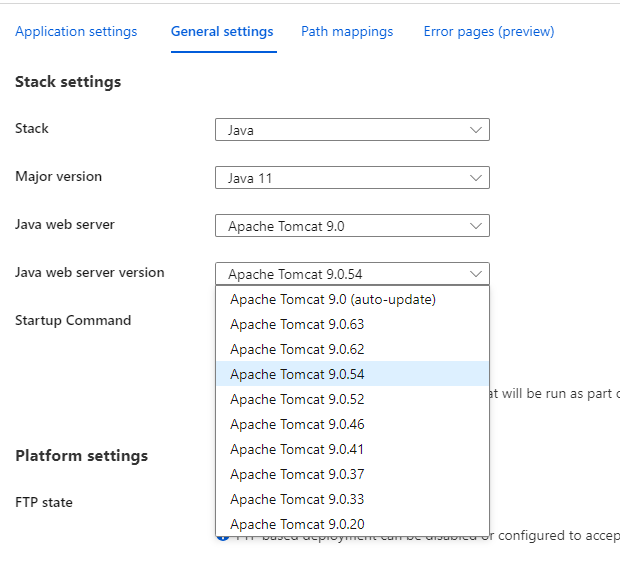 Application settings General settings Path mappings Error pages (preview)
Stack settings
Stack Java
Major version Java 11
Java web server Apache Tomcat 9.0
Java web server version Apache Tomcat 9.0.54
Apache Tomcat 9.0 (auto-update)
Startup Command Apache Tomcat 9.0.63
Apache Tomcat 9.0.62
Apache Tomcat 9.0.54
at will be run as part
Apache Tomcat 9.0.52
Apache Tomcat 9.0.46
Apache Tomcat 9.0.41
Platform settings
Apache Tomcat 9.0.37
FTP state Apache Tomcat 9.0.33
Apache Tomcat 9.0.20
based deployment can be disabled or configured to accep